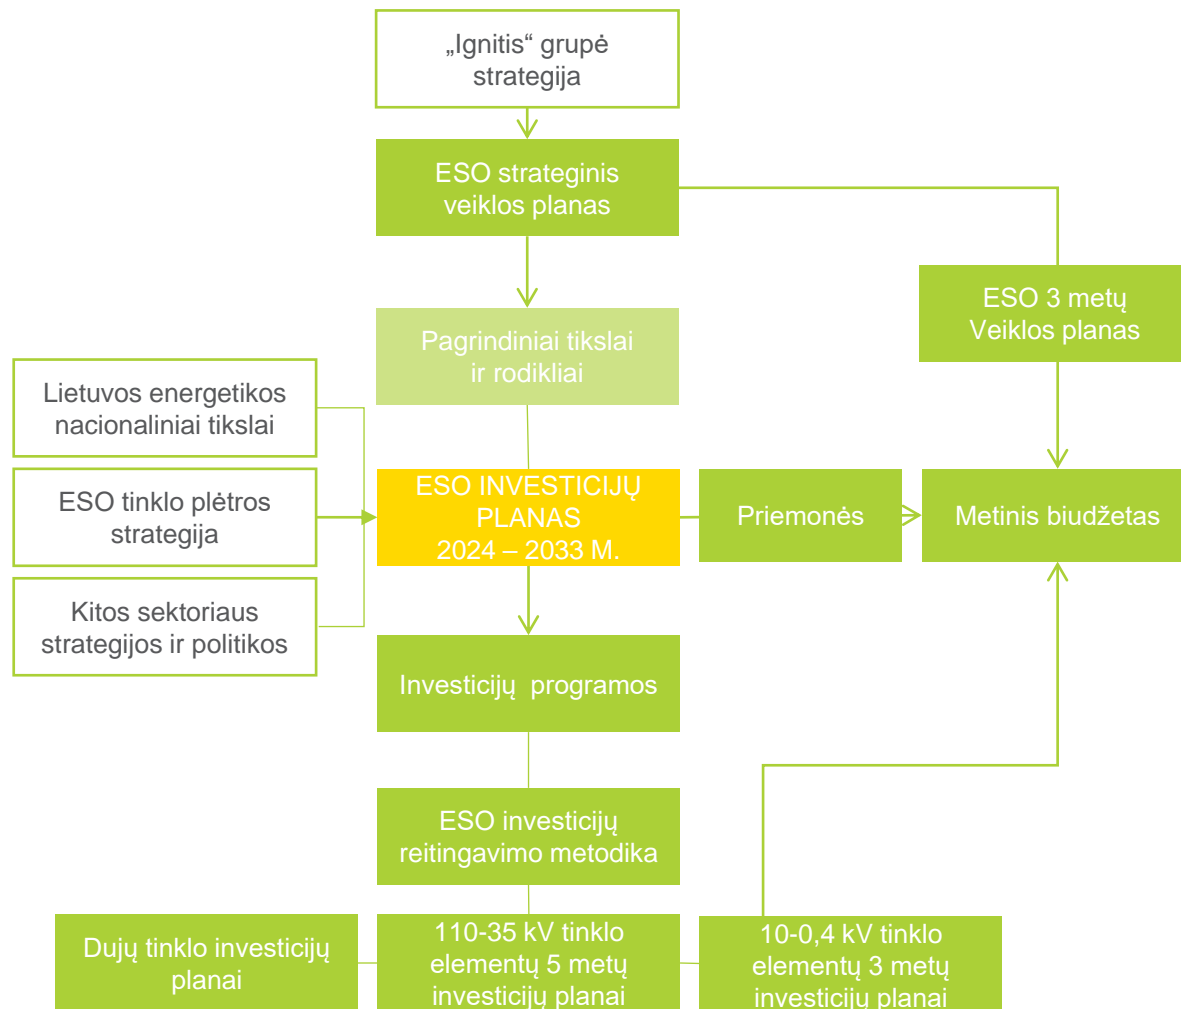 „Ignitis“ grupė
strategija
ESO strateginis
veiklos planas
ESO 3 metų
Veiklos planas
Pagrindiniai tikslai
ir rodikliai
Lietuvos energetikos
nacionaliniai tikslai
ESO tinklo plėtros
strategija
Kitos sektoriaus
strategijos ir politikos
ESO INVESTICIJŲ
PLANAS
2024 – 2033 M.
Priemonės
Metinis biudžetas
Investicijų programos
ESO investicijų
reitingavimo metodika
Dujų tinklo investicijų
planai
110-35 kV tinklo
elementų 5 metų
investicijų planai
10-0,4 kV tinklo
elementų 3 metų
investicijų planai